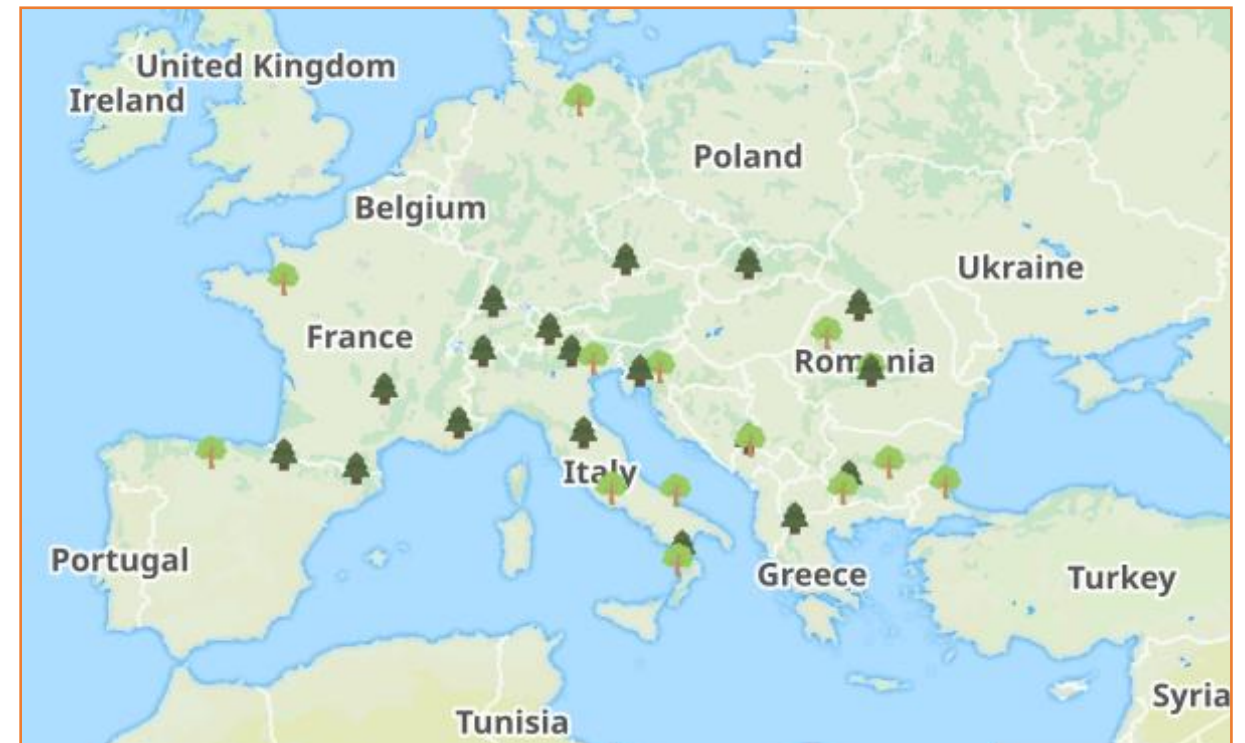 United Kingdom
Ireland
Poland
Belgium
Ukraine
France
Romania
Italy
Portugal
Greece
Turkey
Syria
Tunisia